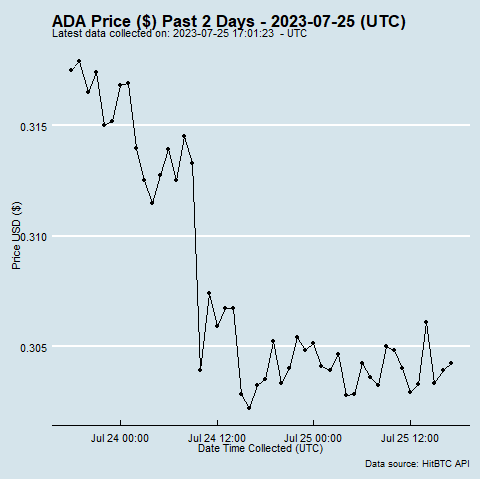 ADA Price ($) Past 2 Days - 2023-07-25 (UTC)
Latest data collected on: 2023-07-25 17:01:23  - UTC
0.315
0.310
0.305
Price USD ($)
Jul 24 00:00
Jul 24 12:00
Jul 25 00:00
Jul 25 12:00
Date Time Collected (UTC)
Data source: HitBTC API